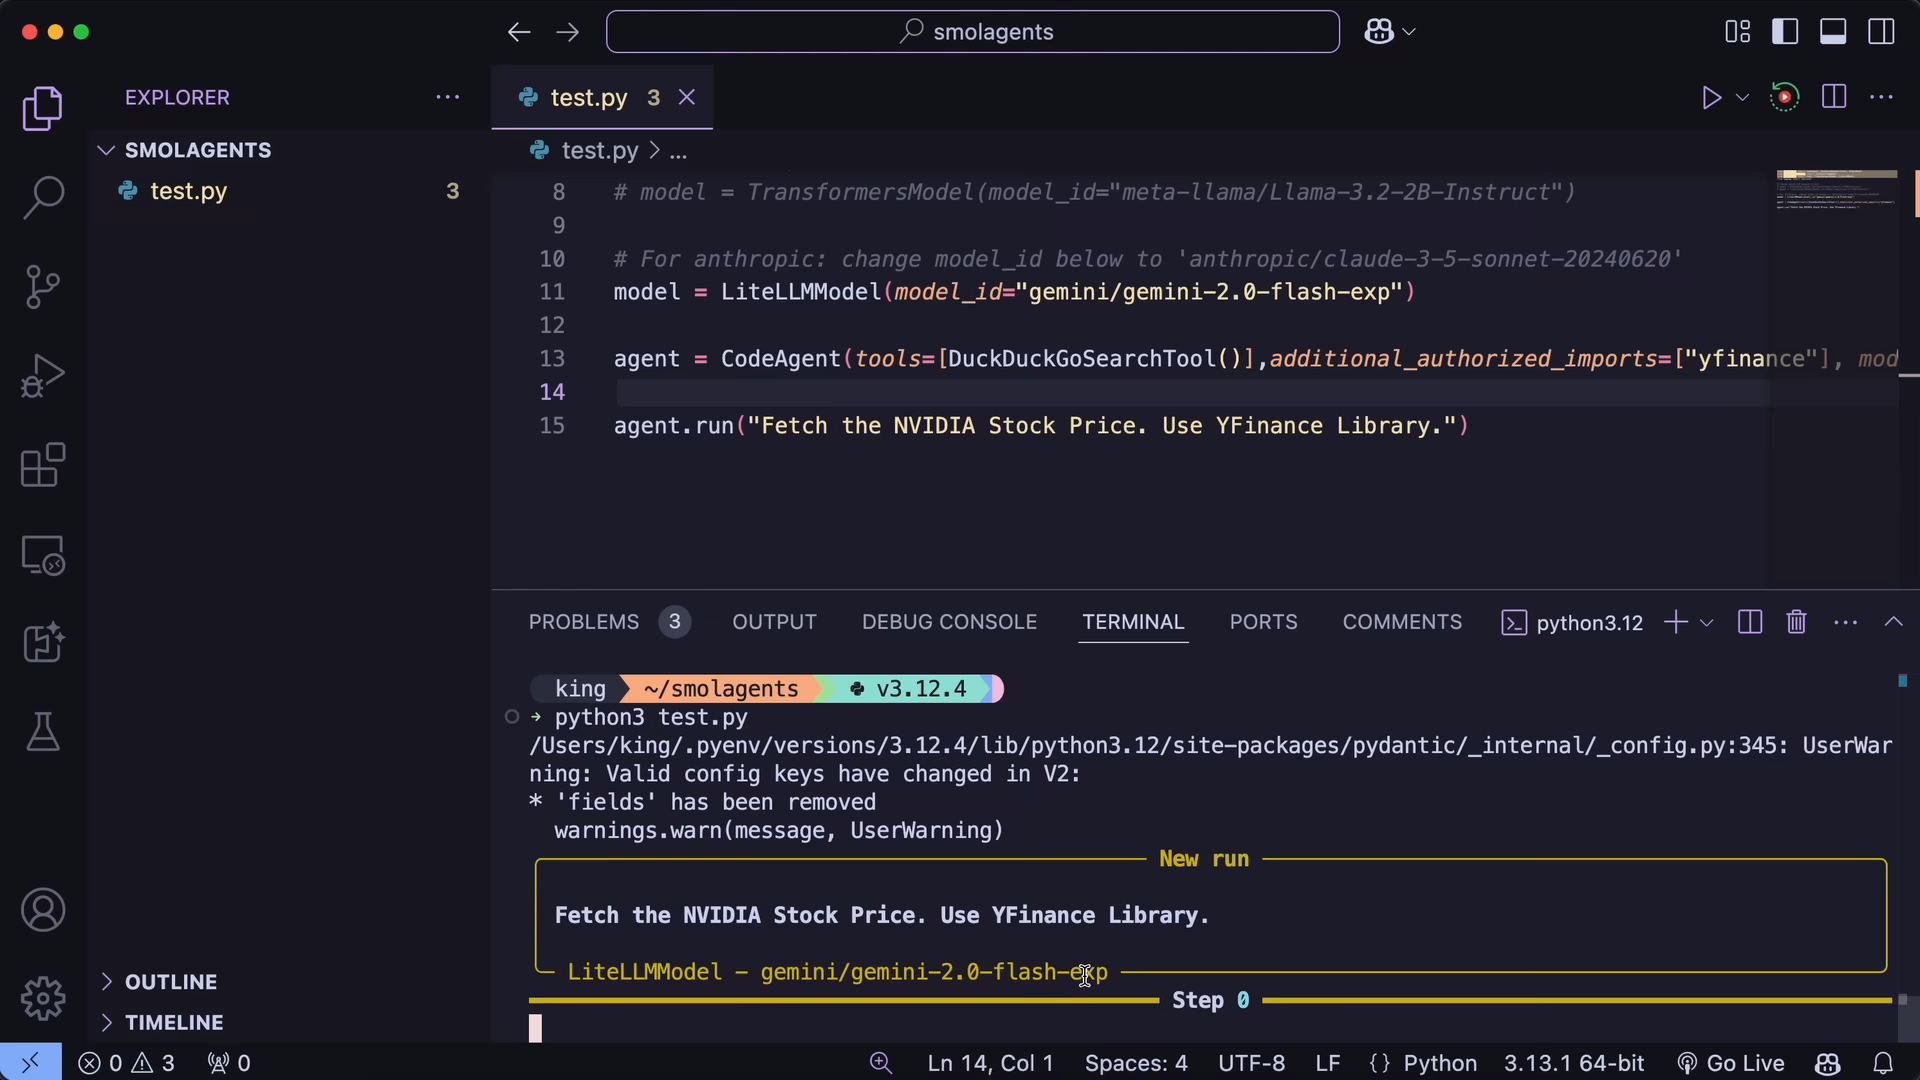 smolagents
EXPLORER
test.py 3
SMOLAGENTS
test.py 3
test.py > ...
8 # model = TransformersModel(model_id="meta-llama/Llama-3.2-2B-Instruct")
9
10 # For anthropic: change model_id below to 'anthropic/claude-3-5-sonnet-20240620'
11 model = LiteLLMModel(model_id="gemini/gemini-2.0-flash-exp")
12
13 agent = CodeAgent(tools=[DuckDuckGoSearchTool()],additional_authorized_imports=["yfinance"], mod
14
15 agent.run("Fetch the NVIDIA Stock Price. Use YFinance Library.")
PROBLEMS 3 OUTPUT DEBUG CONSOLE TERMINAL PORTS COMMENTS python3.12
king ~/smolagents v3.12.4
python3 test.py
/Users/king/.pyenv/versions/3.12.4/lib/python3.12/site-packages/pydantic/_internal/_config.py:345: UserWar
ning: Valid config keys have changed in V2:
* 'fields' has been removed
warnings.warn(message, UserWarning)
New run
Fetch the NVIDIA Stock Price. Use YFinance Library.
LiteLLMModel - gemini/gemini-2.0-flash-exp
Step 0
OUTLINE
TIMELINE
0 3 0 Ln 14, Col 1 Spaces: 4 UTF-8 LF {} Python 3.13.1 64-bit Go Live